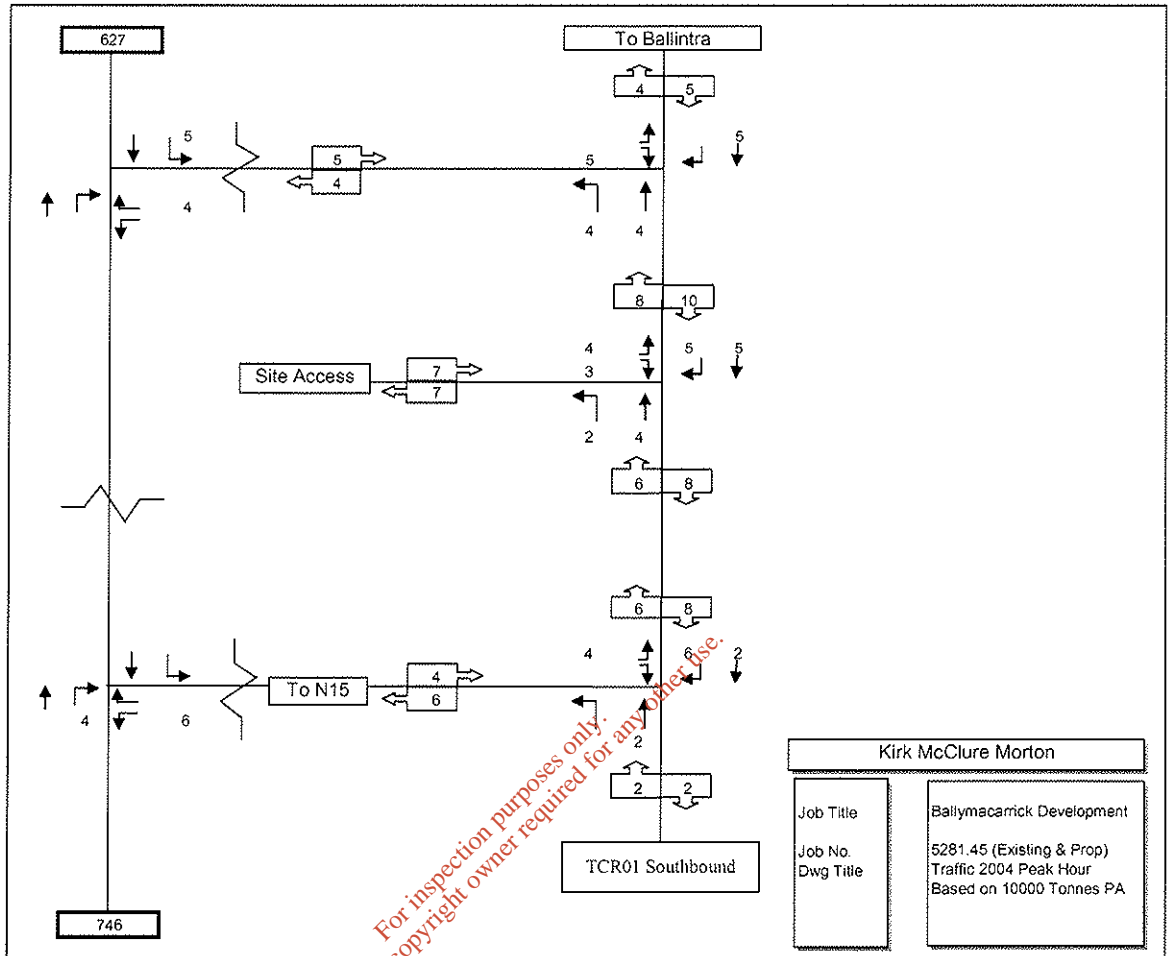 627
To Ballintra
4 5
5 5 5 5
4
4 4 4
8 10
4 5 5
Site Access 7 3
7
2 4
6 8
6 8
4 6 2
To N15 4
4 6 6
2
2 2
TCR01 Southbound
746
Kirk McClure Morton
Job Title Ballymacarrick Development
Job No. 5281.45 (Existing & Prop)
Dwg Title Traffic 2004 Peak Hour
Based on 10000 Tonnes PA
For inspection purposes only.
copyright owner required for any other use.